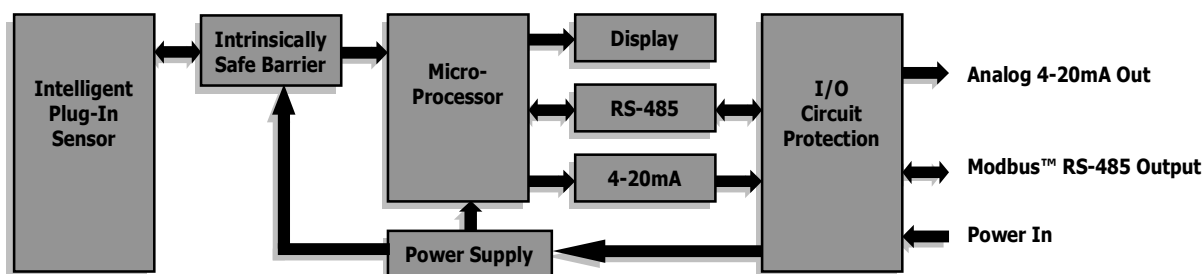 Intelligent
Plug-In
Sensor
Intrinsically
Safe Barrier
Micro-
Processor
Display
RS-485
4-20mA
Power Supply
I/O
Circuit
Protection
Analog 4-20mA Out
Modbus™ RS-485 Output
Power In